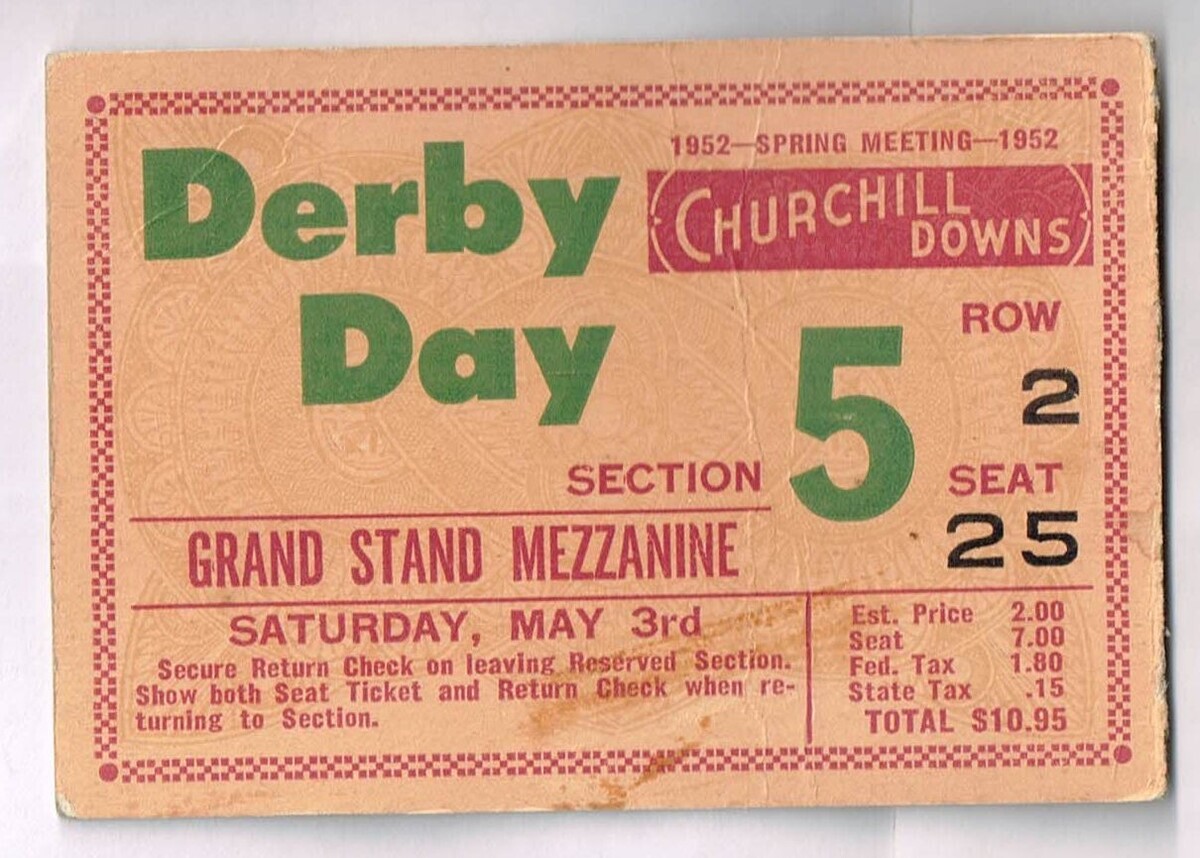 1952—SPRING MEETING—1952
Derby
Day
CHURCHILL
DOWNS
ROW
2
SECTION 5
SEAT
25
GRAND STAND MEZZANINE
SATURDAY, MAY 3rd
Secure Return Check on leaving Reserved Section.
Show both Seat Ticket and Return Check when re-
turning to Section.
Est. Price 2.00
Seat 7.00
Fed. Tax 1.80
State Tax .15
TOTAL $10.95